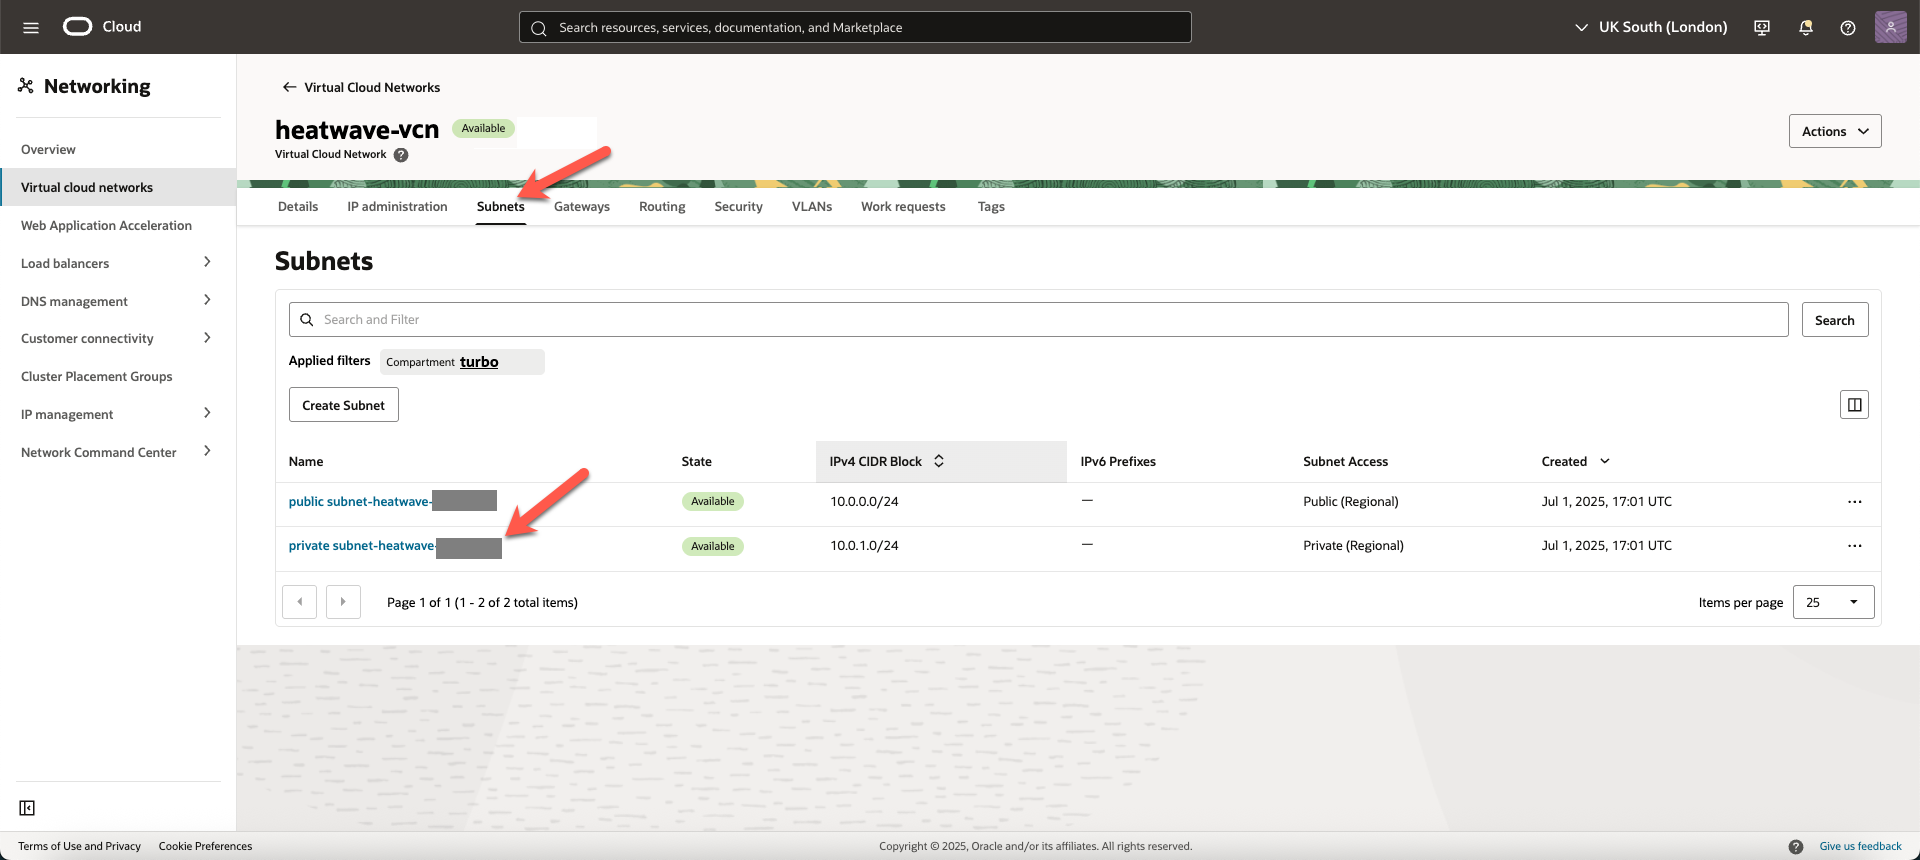 Cloud
Search resources, services, documentation, and Marketplace
UK South (London)
Networking
Overview
Virtual cloud networks
Web Application Acceleration
Load balancers
DNS management
Customer connectivity
Cluster Placement Groups
IP management
Network Command Center
Virtual Cloud Networks
heatwave-vcn
Available
Virtual Cloud Network
Actions
Details IP administration Subnets Gateways Routing Security VLANs Work requests Tags
Subnets
Search and Filter
Search
Applied filters Compartment turbo
Create Subnet
Name State IPv4 CIDR Block IPv6 Prefixes Subnet Access Created
public subnet-heatwave- Available 10.0.0.0/24 — Public (Regional) Jul 1, 2025, 17:01 UTC
private subnet-heatwave- Available 10.0.1.0/24 — Private (Regional) Jul 1, 2025, 17:01 UTC
Page 1 of 1 (1 - 2 of 2 total items)
Items per page 25
Terms of Use and Privacy Cookie Preferences
Copyright © 2025, Oracle and/or its affiliates. All rights reserved.
Give us feedback